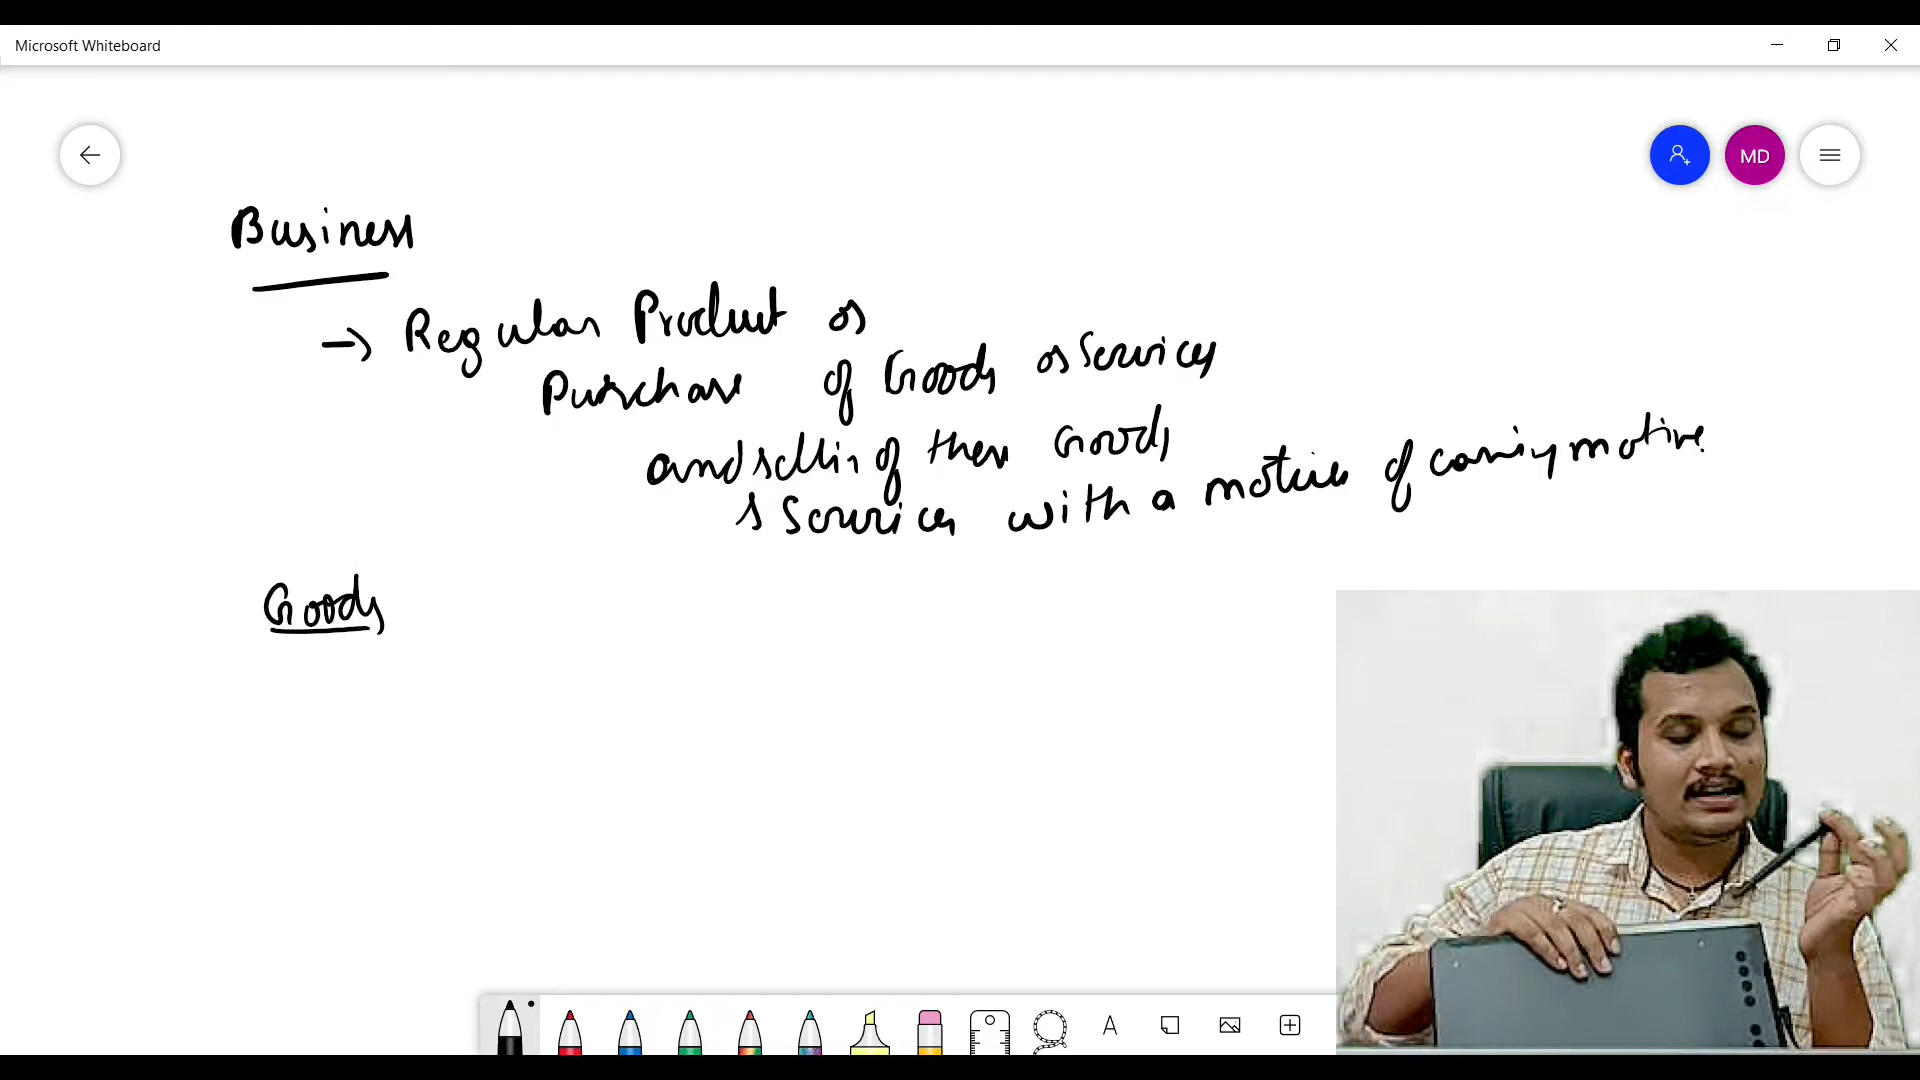 Microsoft Whiteboard
MD
Business
→ Regular Product or
Purchase of Goods or Services
and selling of these Goods
& Services with a motive of earning motive.
Goods
A